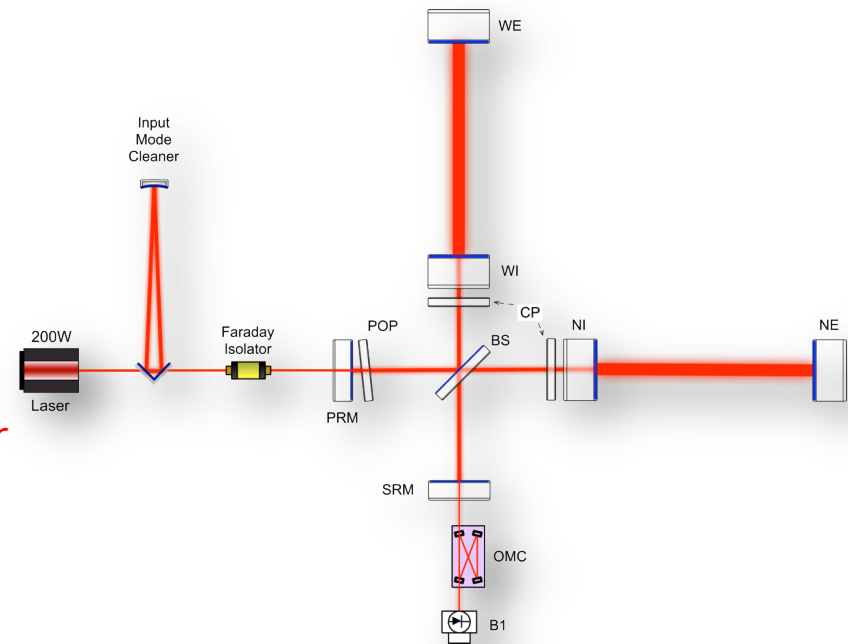 WE
Input
Mode
Cleaner
WI
CP
200W
Faraday
Isolator
POP
BS
NI
NE
Laser
PRM
SRM
OMC
B1